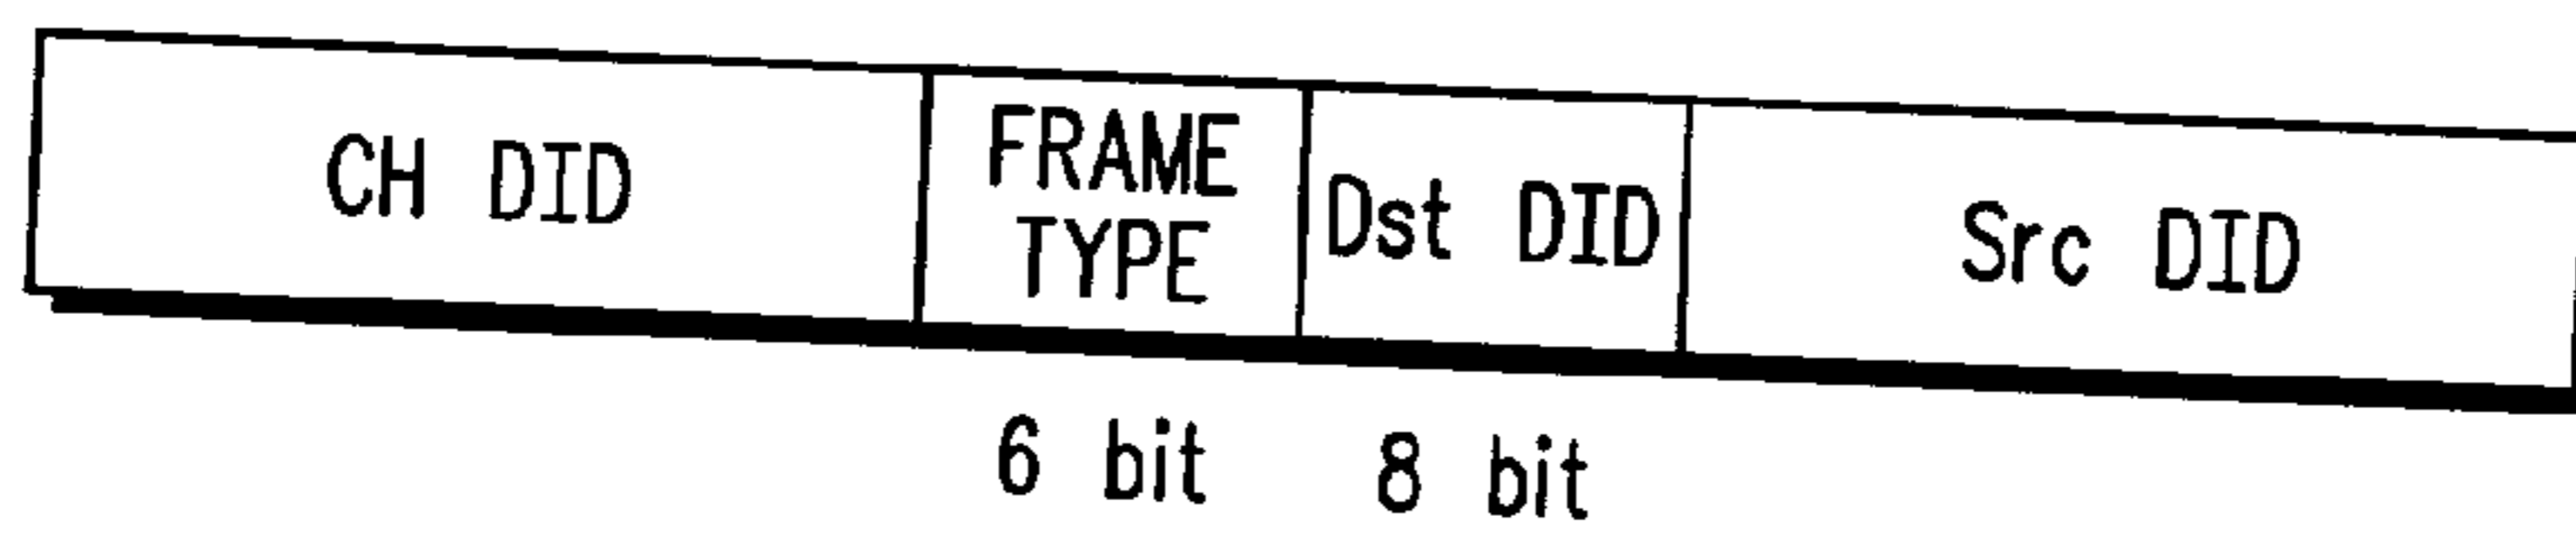 CH DID
FRAME
TYPE
Dst DID
Src DID
6 bit
8 bit